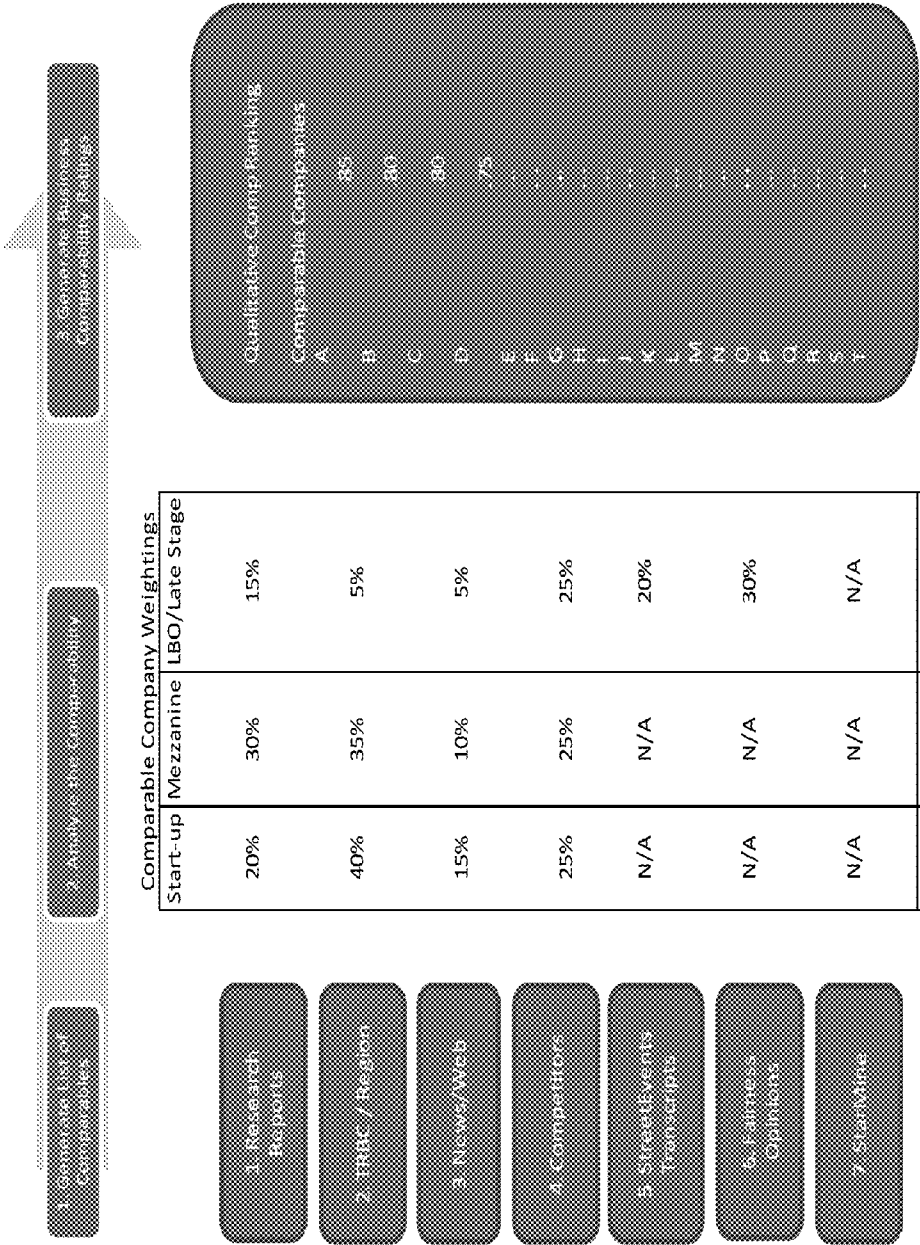 1. Generate List of
Comparables
2. Analyze the Comparability
3. Generate Business
Comparability Ratings
Comparable Company Weightings
Start-up Mezzanine LBO/Late Stage
1. Research
Reports
20% 30% 15%
2. TRBC / Region
40% 35% 5%
3. News/Web
15% 10% 5%
4. Competitors
25% 25% 25%
5. StreetEvents
Transcripts
N/A N/A 20%
6. Fairness
Opinions
N/A N/A 30%
7. StarMine
N/A N/A N/A
Qualitative Comp Ranking
Comparable Companies
A .85
B .80
C .80
D .75
E ...
F ...
G ...
H ...
I ...
J ...
K ...
L ...
M ...
N ...
O ...
P ...
Q ...
R ...
S ...
T ...